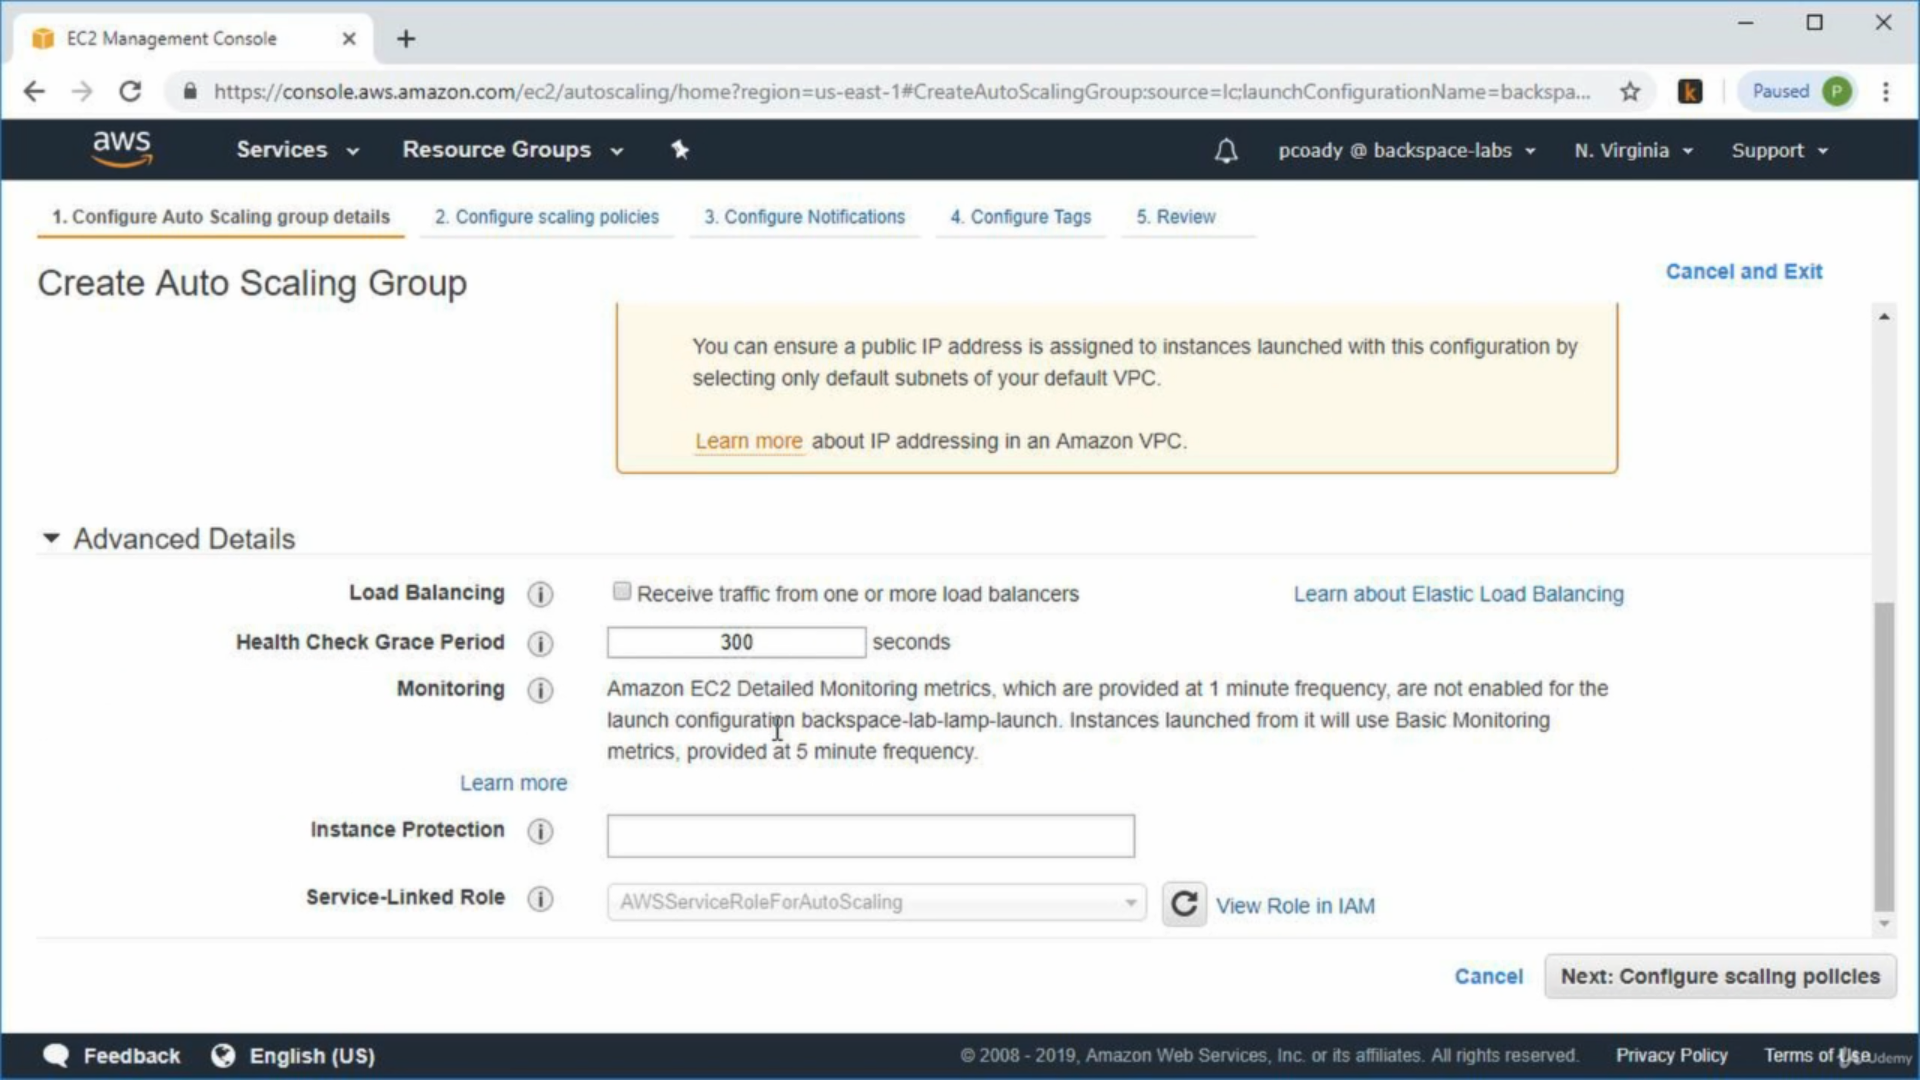 EC2 Management Console
https://console.aws.amazon.com/ec2/autoscaling/home?region=us-east-1#CreateAutoScalingGroup:source=lc;launchConfigurationName=backspa...
k
Paused P
aws Services Resource Groups pcoady @ backspace-labs N. Virginia Support
1. Configure Auto Scaling group details 2. Configure scaling policies 3. Configure Notifications 4. Configure Tags 5. Review
Create Auto Scaling Group
Cancel and Exit
You can ensure a public IP address is assigned to instances launched with this configuration by
selecting only default subnets of your default VPC.
Learn more about IP addressing in an Amazon VPC.
Advanced Details
Load Balancing i Receive traffic from one or more load balancers Learn about Elastic Load Balancing
Health Check Grace Period i 300 seconds
Monitoring i Amazon EC2 Detailed Monitoring metrics, which are provided at 1 minute frequency, are not enabled for the
launch configuration backspace-lab-lamp-launch. Instances launched from it will use Basic Monitoring
metrics, provided at 5 minute frequency.
Learn more
Instance Protection i
Service-Linked Role i AWSServiceRoleForAutoScaling View Role in IAM
Cancel Next: Configure scaling policies
Feedback English (US) © 2008 - 2019, Amazon Web Services, Inc. or its affiliates. All rights reserved. Privacy Policy Terms of Use
Udemy